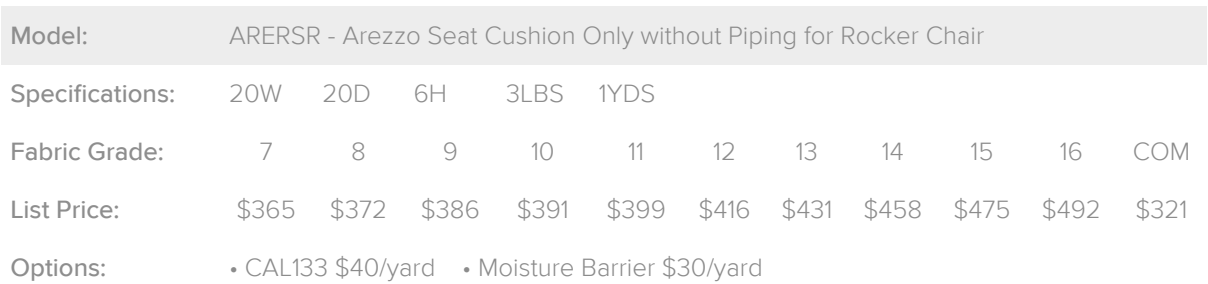 Model: ARERSR - Arezzo Seat Cushion Only without Piping for Rocker Chair
Specifications: 20W 20D 6H 3LBS 1YDS
Fabric Grade: 7 8 9 10 11 12 13 14 15 16 COM
List Price: $365 $372 $386 $391 $399 $416 $431 $458 $475 $492 $321
Options: • CAL133 $40/yard • Moisture Barrier $30/yard